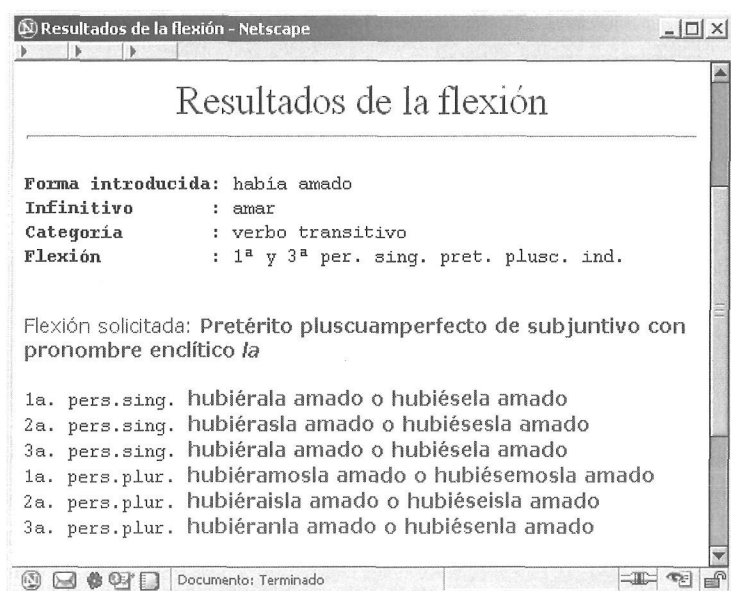 Resultados de la flexión - Netscape
Resultados de la flexión
Forma introducida: había amado
Infinitivo : amar
Categoría : verbo transitivo
Flexión : 1ª y 3ª per. sing. pret. plusc. ind.
Flexión solicitada: Pretérito pluscuamperfecto de subjuntivo con
pronombre enclítico la
1a. pers.sing. hubiérala amado o hubiésela amado
2a. pers.sing. hubiérasla amado o hubiésesla amado
3a. pers.sing. hubiérala amado o hubiésela amado
1a. pers.plur. hubiéramosla amado o hubiésemosla amado
2a. pers.plur. hubiéraisla amado o hubiéseisla amado
3a. pers.plur. hubiéranla amado o hubiésenla amado
Documento: Terminado